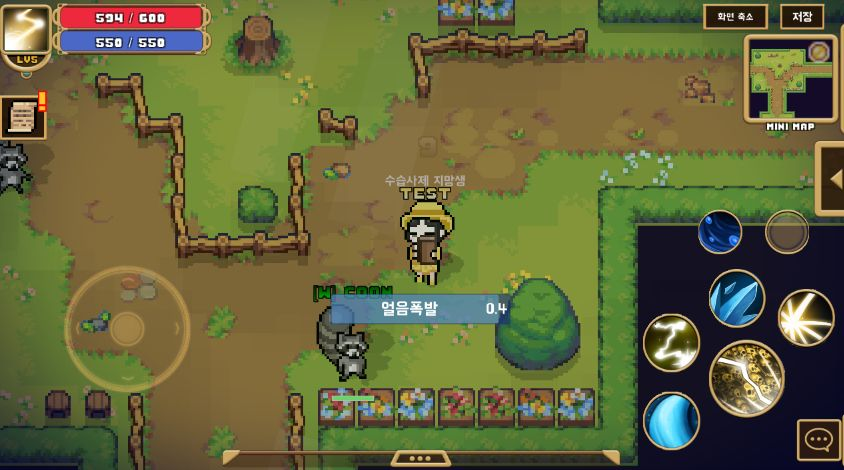 594 / 600
550 / 550
LV5
화면 축소
저장
MINI MAP
수습사제 지망생
TEST
[W] COON
얼음폭발 0.4